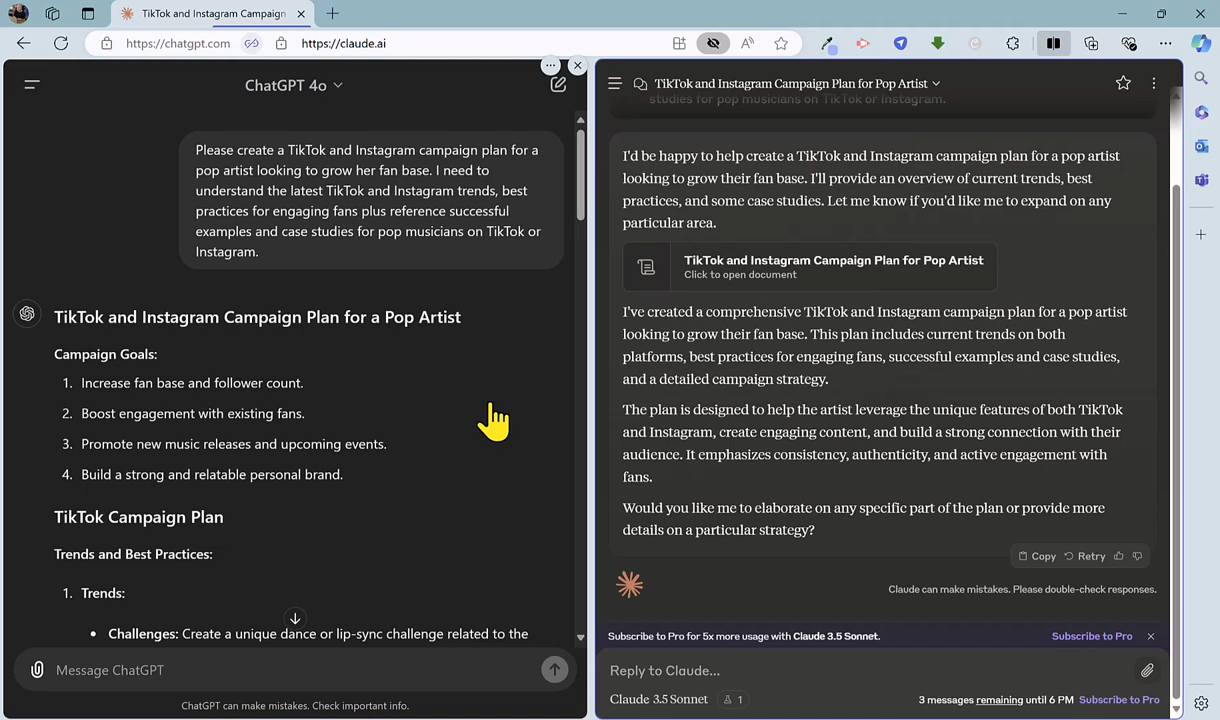 TikTok and Instagram Campaign
https://chatgpt.com
https://claude.ai
ChatGPT 4o
Please create a TikTok and Instagram campaign plan for a
pop artist looking to grow her fan base. I need to
understand the latest TikTok and Instagram trends, best
practices for engaging fans plus reference successful
examples and case studies for pop musicians on TikTok or
Instagram.
TikTok and Instagram Campaign Plan for a Pop Artist
Campaign Goals:
1. Increase fan base and follower count.
2. Boost engagement with existing fans.
3. Promote new music releases and upcoming events.
4. Build a strong and relatable personal brand.
TikTok Campaign Plan
Trends and Best Practices:
1. Trends:
• Challenges: Create a unique dance or lip-sync challenge related to the
Message ChatGPT
ChatGPT can make mistakes. Check important info.
TikTok and Instagram Campaign Plan for Pop Artist
studies for pop musicians on TikTok or Instagram.
I'd be happy to help create a TikTok and Instagram campaign plan for a pop artist
looking to grow their fan base. I'll provide an overview of current trends, best
practices, and some case studies. Let me know if you'd like me to expand on any
particular area.
TikTok and Instagram Campaign Plan for Pop Artist
Click to open document
I've created a comprehensive TikTok and Instagram campaign plan for a pop artist
looking to grow their fan base. This plan includes current trends on both
platforms, best practices for engaging fans, successful examples and case studies,
and a detailed campaign strategy.
The plan is designed to help the artist leverage the unique features of both TikTok
and Instagram, create engaging content, and build a strong connection with their
audience. It emphasizes consistency, authenticity, and active engagement with
fans.
Would you like me to elaborate on any specific part of the plan or provide more
details on a particular strategy?
Copy Retry
Claude can make mistakes. Please double-check responses.
Subscribe to Pro for 5x more usage with Claude 3.5 Sonnet. Subscribe to Pro
Reply to Claude...
Claude 3.5 Sonnet 1 3 messages remaining until 6 PM Subscribe to Pro